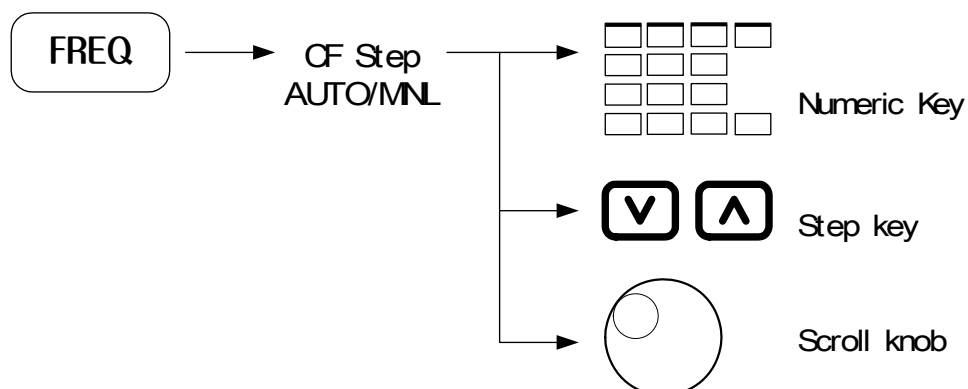 FREQ
CF Step
AUTO/MNL
Numeric Key
Step key
Scroll knob